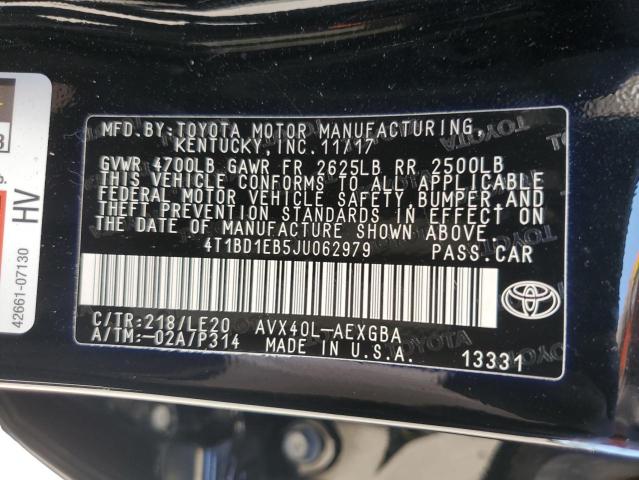 MFD.BY:TOYOTA MOTOR MANUFACTURING,
KENTUCKY, INC. 11/17
GVWR 4700LB GAWR FR 2625LB RR 2500LB
THIS VEHICLE CONFORMS TO ALL APPLICABLE
FEDERAL MOTOR VEHICLE SAFETY, BUMPER,AND
THEFT PREVENTION STANDARDS IN EFFECT ON
THE DATE OF MANUFACTURE SHOWN ABOVE.
4T1BD1EB5JU062979 PASS.CAR
C/TR:218/LE20 AVX40L-AEXGBA
A/TM:-02A/P314 MADE IN U.S.A. 13331
HV
42661-07130